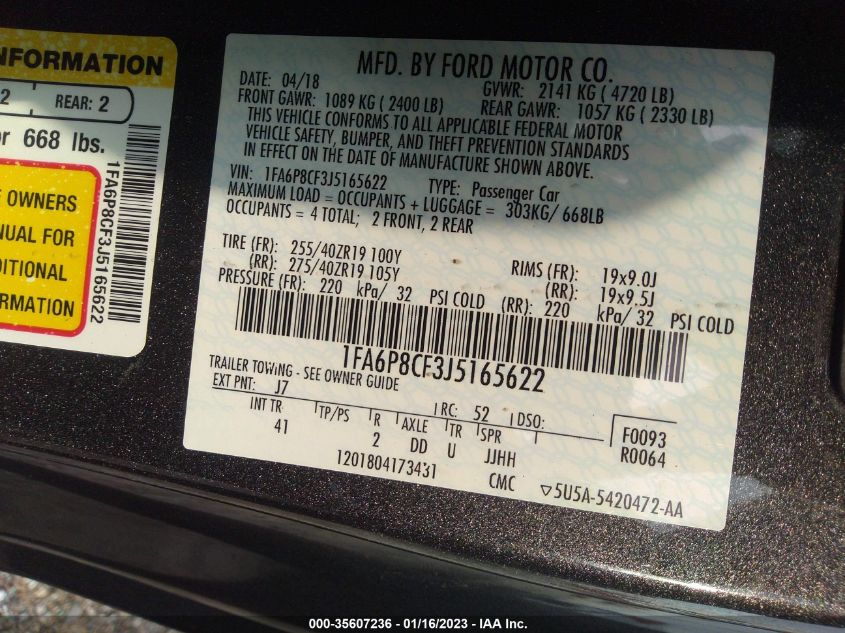 NFORMATION
2 REAR: 2
or 668 lbs.
E OWNERS
NUAL FOR
DITIONAL
ORMATION
1FA6P8CF3J5165622
MFD. BY FORD MOTOR CO.
DATE: 04/18 GVWR: 2141 KG ( 4720 LB)
FRONT GAWR: 1089 KG ( 2400 LB) REAR GAWR: 1057 KG ( 2330 LB)
THIS VEHICLE CONFORMS TO ALL APPLICABLE FEDERAL MOTOR
VEHICLE SAFETY, BUMPER, AND THEFT PREVENTION STANDARDS
IN EFFECT ON THE DATE OF MANUFACTURE SHOWN ABOVE.
VIN: 1FA6P8CF3J5165622 TYPE: Passenger Car
MAXIMUM LOAD = OCCUPANTS + LUGGAGE = 303KG/ 668LB
OCCUPANTS = 4 TOTAL; 2 FRONT, 2 REAR
TIRE (FR): 255/40ZR19 100Y RIMS (FR): 19x9.0J
(RR): 275/40ZR19 105Y (RR): 19x9.5J
PRESSURE (FR): 220 kPa/ 32 PSI COLD (RR): 220 kPa/ 32 PSI COLD
1FA6P8CF3J5165622
TRAILER TOWING - SEE OWNER GUIDE
EXT PNT: J7 RC: 52 DSO:
INT TR TP/PS R AXLE TR SPR
41 2 DD U JJHH
F0093
R0064
1201804173431 CMC ▽5U5A-5420472-AA
000-35607236 - 01/16/2023 - IAA Inc.